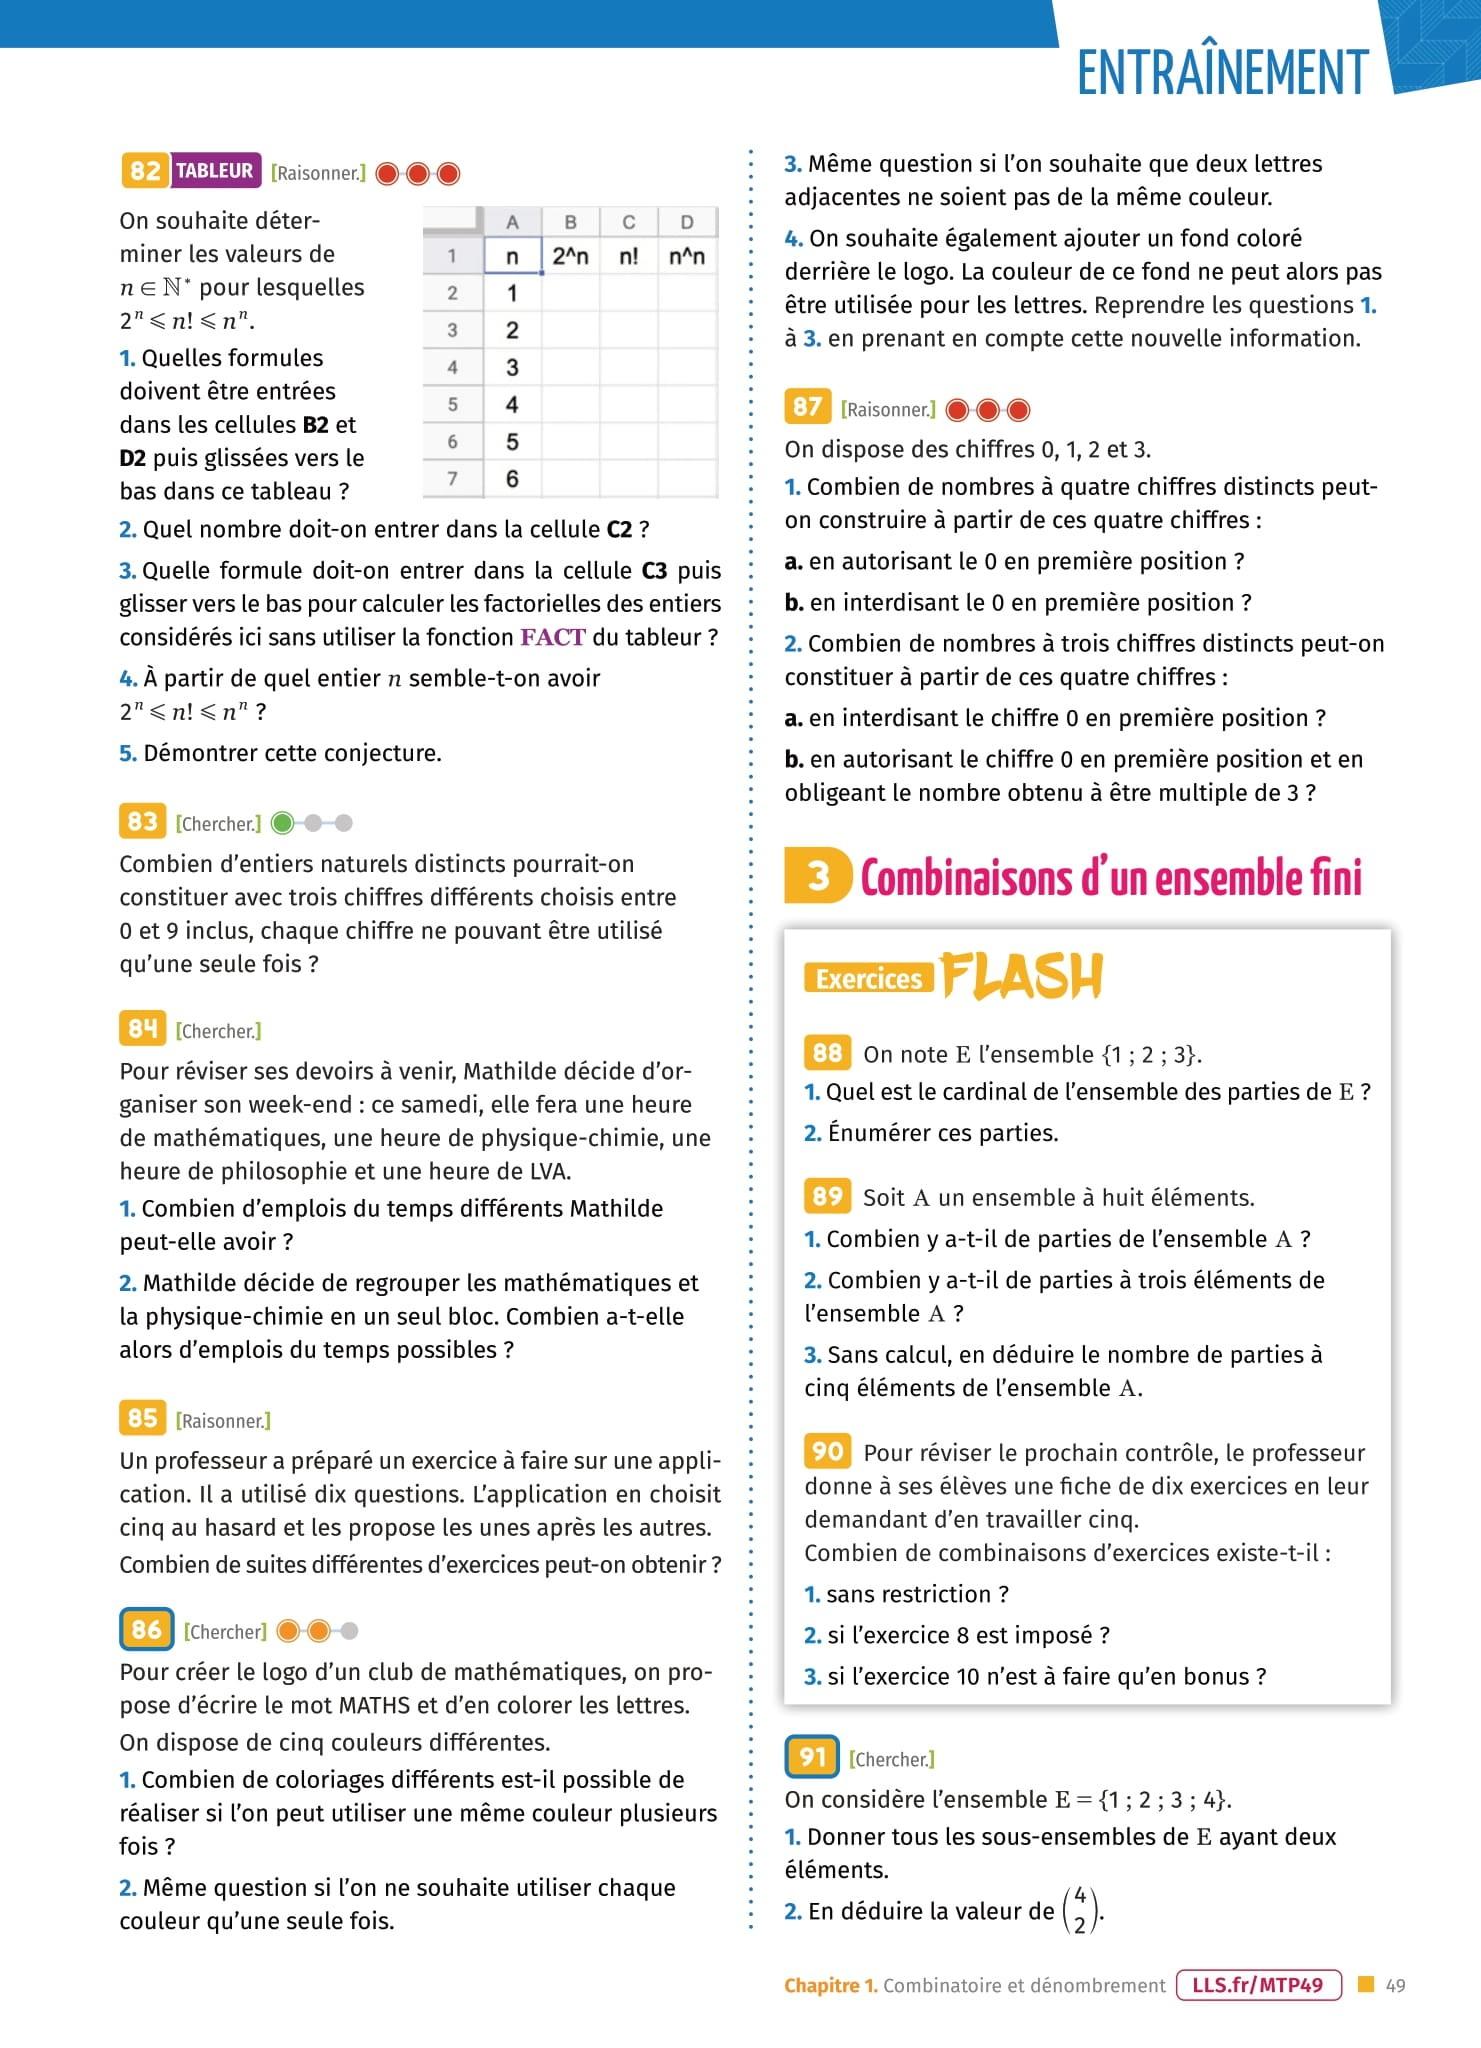 ENTRAÎNEMENT
82 TABLEUR [Raisonner.]
On souhaite déter-
miner les valeurs de
n ∈ ℕ* pour lesquelles
2ⁿ ⩽ n! ⩽ nⁿ.
1. Quelles formules
doivent être entrées
dans les cellules B2 et
D2 puis glissées vers le
bas dans ce tableau ?
A B C D
1 n 2^n n! n^n
2 1
3 2
4 3
5 4
6 5
7 6
2. Quel nombre doit-on entrer dans la cellule C2 ?
3. Quelle formule doit-on entrer dans la cellule C3 puis
glisser vers le bas pour calculer les factorielles des entiers
considérés ici sans utiliser la fonction FACT du tableur ?
4. À partir de quel entier n semble-t-on avoir
2ⁿ ⩽ n! ⩽ nⁿ ?
5. Démontrer cette conjecture.
83 [Chercher.]
Combien d'entiers naturels distincts pourrait-on
constituer avec trois chiffres différents choisis entre
0 et 9 inclus, chaque chiffre ne pouvant être utilisé
qu'une seule fois ?
84 [Chercher.]
Pour réviser ses devoirs à venir, Mathilde décide d'or-
ganiser son week-end : ce samedi, elle fera une heure
de mathématiques, une heure de physique-chimie, une
heure de philosophie et une heure de LVA.
1. Combien d'emplois du temps différents Mathilde
peut-elle avoir ?
2. Mathilde décide de regrouper les mathématiques et
la physique-chimie en un seul bloc. Combien a-t-elle
alors d'emplois du temps possibles ?
85 [Raisonner.]
Un professeur a préparé un exercice à faire sur une appli-
cation. Il a utilisé dix questions. L'application en choisit
cinq au hasard et les propose les unes après les autres.
Combien de suites différentes d'exercices peut-on obtenir ?
86 [Chercher]
Pour créer le logo d'un club de mathématiques, on pro-
pose d'écrire le mot MATHS et d'en colorer les lettres.
On dispose de cinq couleurs différentes.
1. Combien de coloriages différents est-il possible de
réaliser si l'on peut utiliser une même couleur plusieurs
fois ?
2. Même question si l'on ne souhaite utiliser chaque
couleur qu'une seule fois.
3. Même question si l'on souhaite que deux lettres
adjacentes ne soient pas de la même couleur.
4. On souhaite également ajouter un fond coloré
derrière le logo. La couleur de ce fond ne peut alors pas
être utilisée pour les lettres. Reprendre les questions 1.
à 3. en prenant en compte cette nouvelle information.
87 [Raisonner.]
On dispose des chiffres 0, 1, 2 et 3.
1. Combien de nombres à quatre chiffres distincts peut-
on construire à partir de ces quatre chiffres :
a. en autorisant le 0 en première position ?
b. en interdisant le 0 en première position ?
2. Combien de nombres à trois chiffres distincts peut-on
constituer à partir de ces quatre chiffres :
a. en interdisant le chiffre 0 en première position ?
b. en autorisant le chiffre 0 en première position et en
obligeant le nombre obtenu à être multiple de 3 ?
3 Combinaisons d'un ensemble fini
Exercices FLASH
88 On note E l'ensemble {1 ; 2 ; 3}.
1. Quel est le cardinal de l'ensemble des parties de E ?
2. Énumérer ces parties.
89 Soit A un ensemble à huit éléments.
1. Combien y a-t-il de parties de l'ensemble A ?
2. Combien y a-t-il de parties à trois éléments de
l'ensemble A ?
3. Sans calcul, en déduire le nombre de parties à
cinq éléments de l'ensemble A.
90 Pour réviser le prochain contrôle, le professeur
donne à ses élèves une fiche de dix exercices en leur
demandant d'en travailler cinq.
Combien de combinaisons d'exercices existe-t-il :
1. sans restriction ?
2. si l'exercice 8 est imposé ?
3. si l'exercice 10 n'est à faire qu'en bonus ?
91 [Chercher.]
On considère l'ensemble E = {1 ; 2 ; 3 ; 4}.
1. Donner tous les sous-ensembles de E ayant deux
éléments.
2. En déduire la valeur de (4 2).
Chapitre 1. Combinatoire et dénombrement LLS.fr/MTP49 49